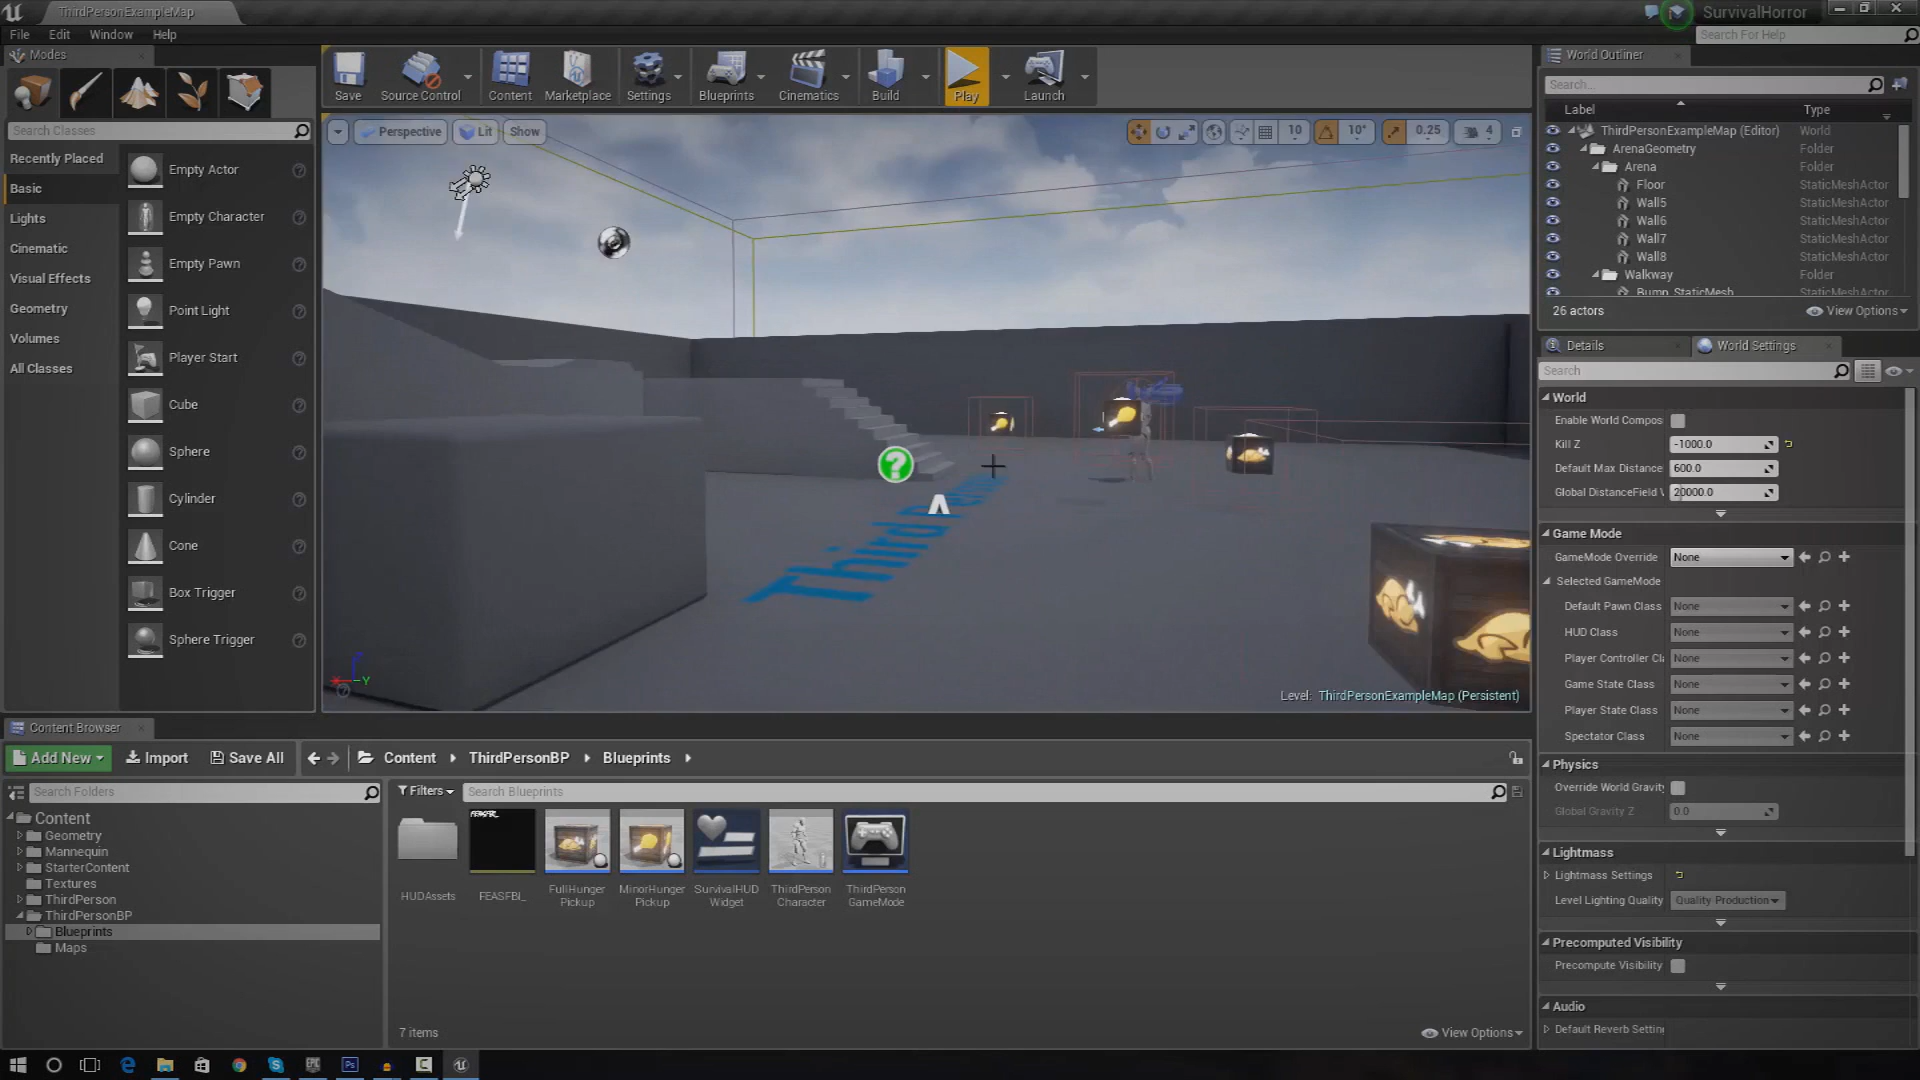 ThirdPersonExampleMap
SurvivalHorror
File Edit Window Help
Search For Help
Modes
Search Classes
Recently Placed
Basic
Lights
Cinematic
Visual Effects
Geometry
Volumes
All Classes
Empty Actor
Empty Character
Empty Pawn
Point Light
Player Start
Cube
Sphere
Cylinder
Cone
Box Trigger
Sphere Trigger
Save
Source Control
Content
Marketplace
Settings
Blueprints
Cinematics
Build
Play
Launch
Perspective Lit Show
10 10° 0.25 4
Level: ThirdPersonExampleMap (Persistent)
World Outliner
Search...
Label Type
ThirdPersonExampleMap (Editor) World
ArenaGeometry Folder
Arena Folder
Floor StaticMeshActor
Wall5 StaticMeshActor
Wall6 StaticMeshActor
Wall7 StaticMeshActor
Wall8 StaticMeshActor
Walkway Folder
Bump_StaticMesh StaticMeshActor
26 actors View Options
Details World Settings
Search
World
Enable World Compos
Kill Z -1000.0
Default Max Distance 600.0
Global DistanceField V 20000.0
Game Mode
GameMode Override None
Selected GameMode
Default Pawn Class None
HUD Class None
Player Controller Cl None
Game State Class None
Player State Class None
Spectator Class None
Physics
Override World Gravity
Global Gravity Z 0.0
Lightmass
Lightmass Settings
Level Lighting Quality Quality Production
Precomputed Visibility
Precompute Visibility
Audio
Default Reverb Setting
Content Browser
Add New Import Save All Content ThirdPersonBP Blueprints
Search Folders
Filters Search Blueprints
Content
Geometry
Mannequin
StarterContent
Textures
ThirdPerson
ThirdPersonBP
Blueprints
Maps
HUDAssets
FEASFBI_
FullHunger
Pickup
MinorHunger
Pickup
SurvivalHUD
Widget
ThirdPerson
Character
ThirdPerson
GameMode
7 items View Options